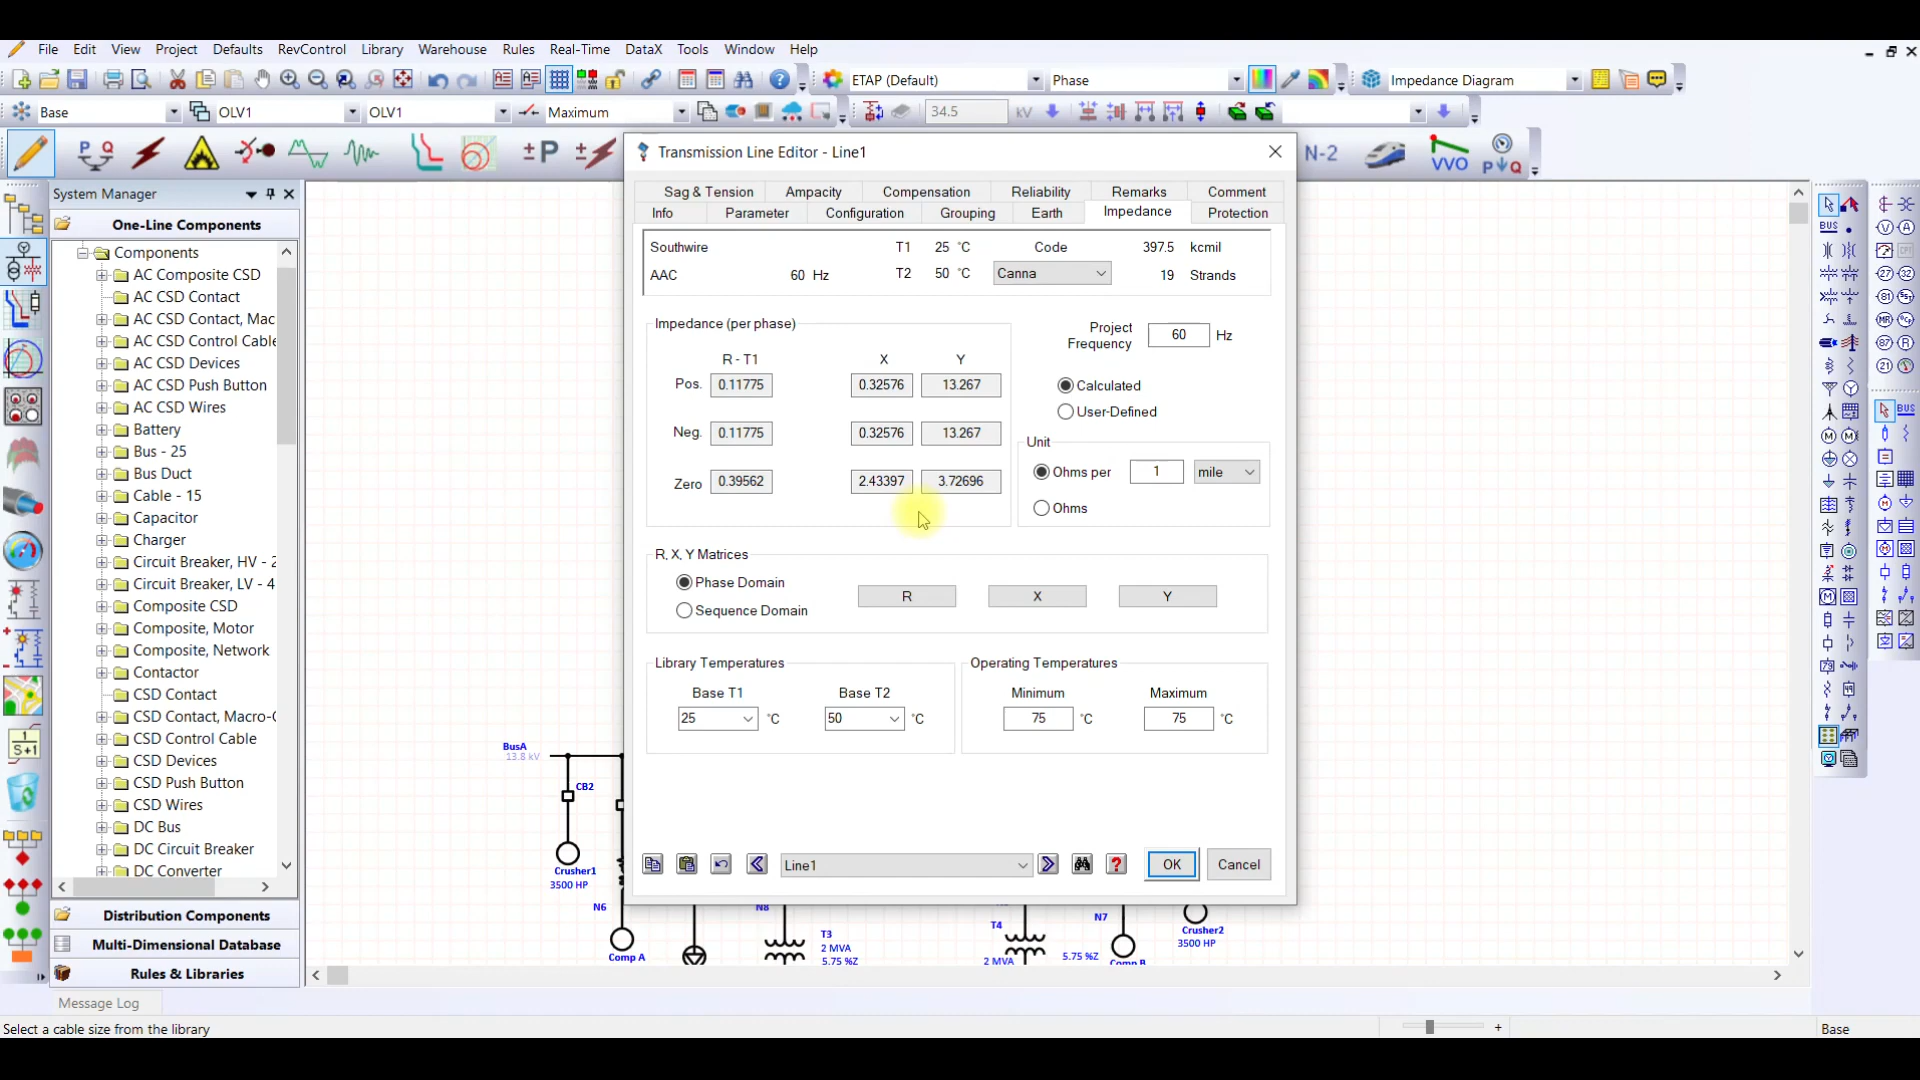 File Edit View Project Defaults RevControl Library Warehouse Rules Real-Time DataX Tools Window Help
ETAP (Default) Phase Impedance Diagram
Base OLV1 OLV1 Maximum 34.5 kV
Transmission Line Editor - Line1
N-2
VVO
System Manager
One-Line Components
Components
AC Composite CSD
AC CSD Contact
AC CSD Contact, Mac
AC CSD Control Cable
AC CSD Devices
AC CSD Push Button
AC CSD Wires
Battery
Bus - 25
Bus Duct
Cable - 15
Capacitor
Charger
Circuit Breaker, HV - 2
Circuit Breaker, LV - 4
Composite CSD
Composite, Motor
Composite, Network
Contactor
CSD Contact
CSD Contact, Macro-C
CSD Control Cable
CSD Devices
CSD Push Button
CSD Wires
DC Bus
DC Circuit Breaker
DC Converter
Distribution Components
Multi-Dimensional Database
Rules & Libraries
Sag & Tension Ampacity Compensation Reliability Remarks Comment
Info Parameter Configuration Grouping Earth Impedance Protection
Southwire T1 25 °C Code 397.5 kcmil
AAC 60 Hz T2 50 °C Canna 19 Strands
Impedance (per phase)
R - T1 X Y
Pos. 0.11775 0.32576 13.267
Neg. 0.11775 0.32576 13.267
Zero 0.39562 2.43397 3.72696
Project Frequency 60 Hz
Calculated
User-Defined
Unit
Ohms per 1 mile
Ohms
R, X, Y Matrices
Phase Domain
Sequence Domain
R X Y
Library Temperatures
Base T1 Base T2
25 °C 50 °C
Operating Temperatures
Minimum Maximum
75 °C 75 °C
Line1
OK Cancel
BusA
13.8 kV
CB2
Crusher1
3500 HP
N6
Comp A
N8
T3
2 MVA
5.75 %Z
T4
2 MVA
5.75 %Z
N7
Comp B
Crusher2
3500 HP
Message Log
Select a cable size from the library
Base